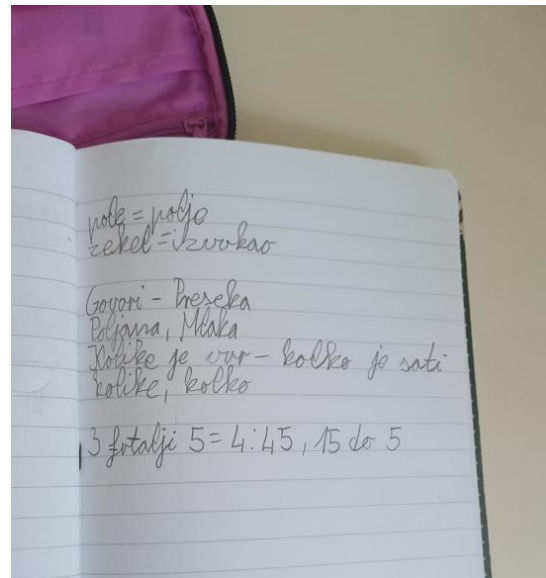 pole = polje
zekel = izvukao
Govori - Preseka
Poljana, Mlaka
Kolike je vur - kolko je sati
kolike, kolko
3 frtalji 5 = 4:45, 15 do 5